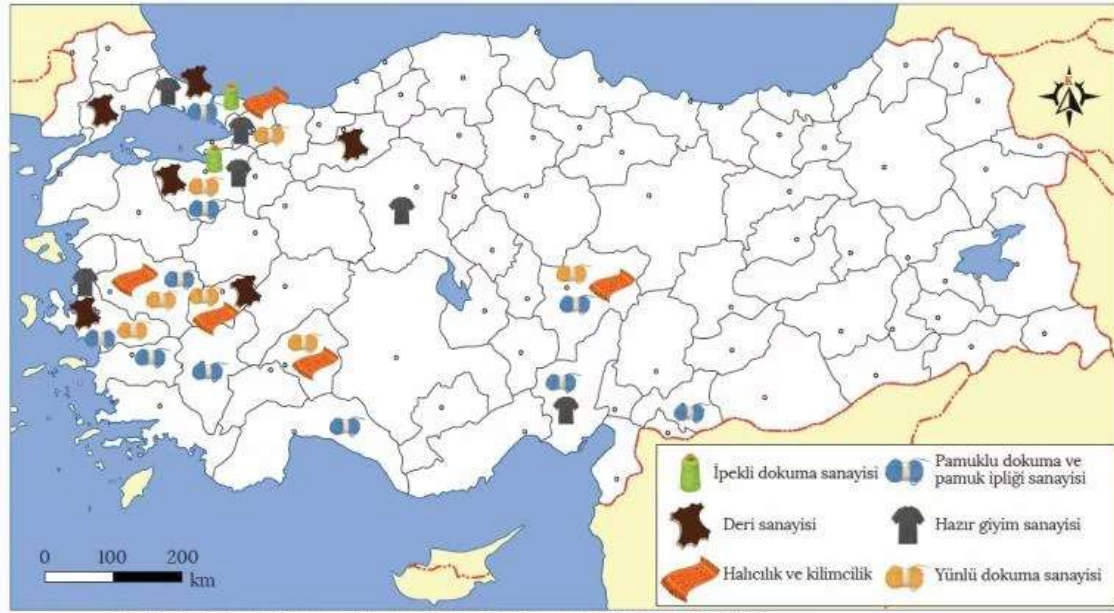 K
İpekli dokuma sanayisi
Pamuklu dokuma ve
pamuk ipliği sanayisi
Deri sanayisi
Hazır giyim sanayisi
Halıcılık ve kilimcilik
Yünlü dokuma sanayisi
0 100 200
km